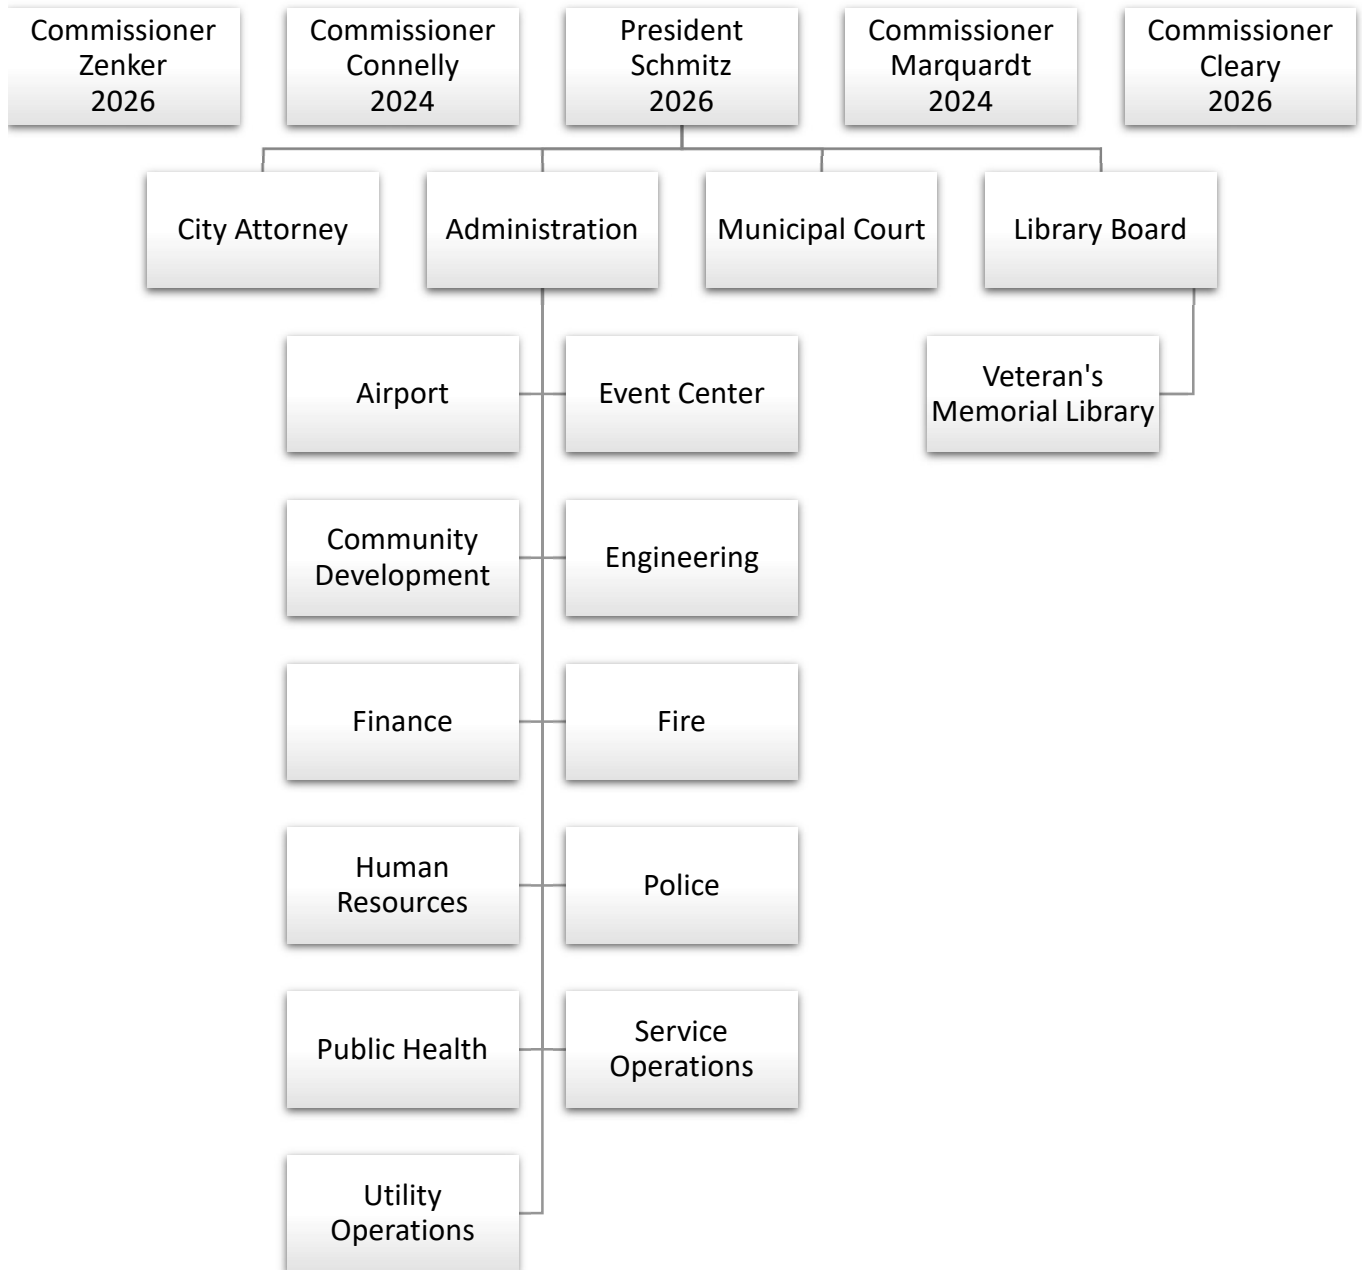 Commissioner
Zenker
2026
Commissioner
Connelly
2024
President
Schmitz
2026
Commissioner
Marquardt
2024
Commissioner
Cleary
2026
City Attorney
Administration
Municipal Court
Library Board
Airport
Event Center
Veteran's
Memorial Library
Community
Development
Engineering
Finance
Fire
Human
Resources
Police
Public Health
Service
Operations
Utility
Operations